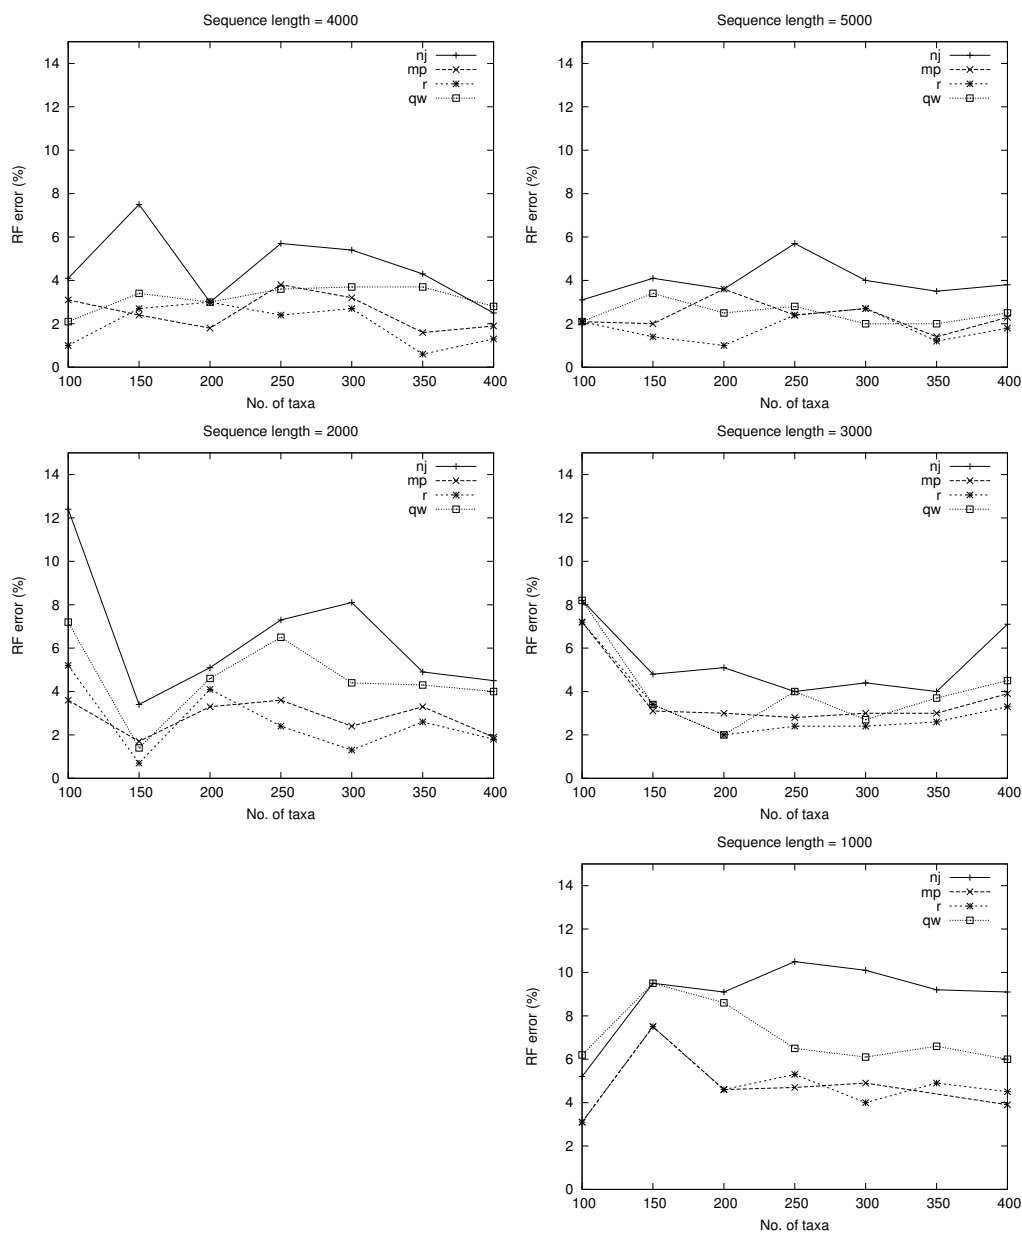 Sequence length = 4000
RF error (%)
14
12
10
8
6
4
2
0
nj
mp
r
qw
100 150 200 250 300 350 400
No. of taxa
Sequence length = 5000
RF error (%)
14
12
10
8
6
4
2
0
nj
mp
r
qw
100 150 200 250 300 350 400
No. of taxa
Sequence length = 2000
RF error (%)
14
12
10
8
6
4
2
0
nj
mp
r
qw
100 150 200 250 300 350 400
No. of taxa
Sequence length = 3000
RF error (%)
14
12
10
8
6
4
2
0
nj
mp
r
qw
100 150 200 250 300 350 400
No. of taxa
Sequence length = 1000
RF error (%)
14
12
10
8
6
4
2
0
nj
mp
r
qw
100 150 200 250 300 350 400
No. of taxa